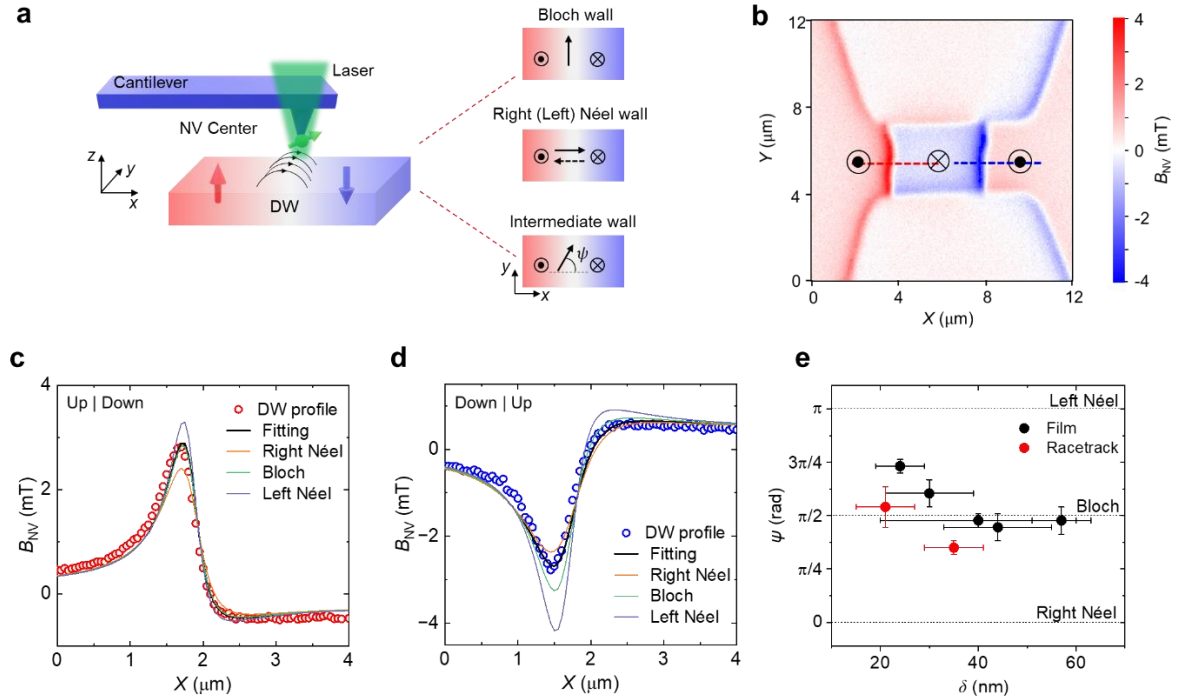 a
Cantilever
Laser
NV Center
z
y
x
DW
Bloch wall
Right (Left) Néel wall
Intermediate wall
ψ
y
x
b
12
8
4
0
Y (μm)
0
4
8
12
X (μm)
4
2
0
-2
-4
B_NV (mT)
c
Up | Down
DW profile
Fitting
Right Néel
Bloch
Left Néel
4
2
0
B_NV (mT)
0
1
2
3
4
X (μm)
d
Down | Up
DW profile
Fitting
Right Néel
Bloch
Left Néel
0
−2
−4
B_NV (mT)
0
1
2
3
4
X (μm)
e
Left Néel
Film
Racetrack
Bloch
Right Néel
π
3π/4
π/2
π/4
0
ψ (rad)
20
40
60
δ (nm)